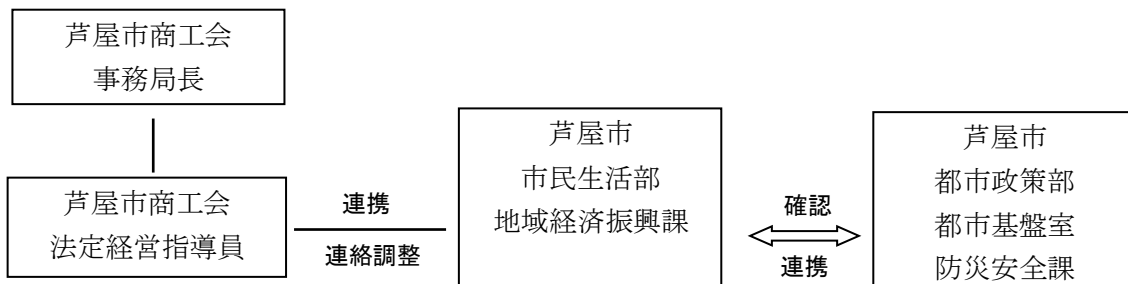 芦屋市商工会
事務局長
芦屋市商工会
法定経営指導員
連携
連絡調整
芦屋市
市民生活部
地域経済振興課
確認
連携
芦屋市
都市政策部
都市基盤室
防災安全課